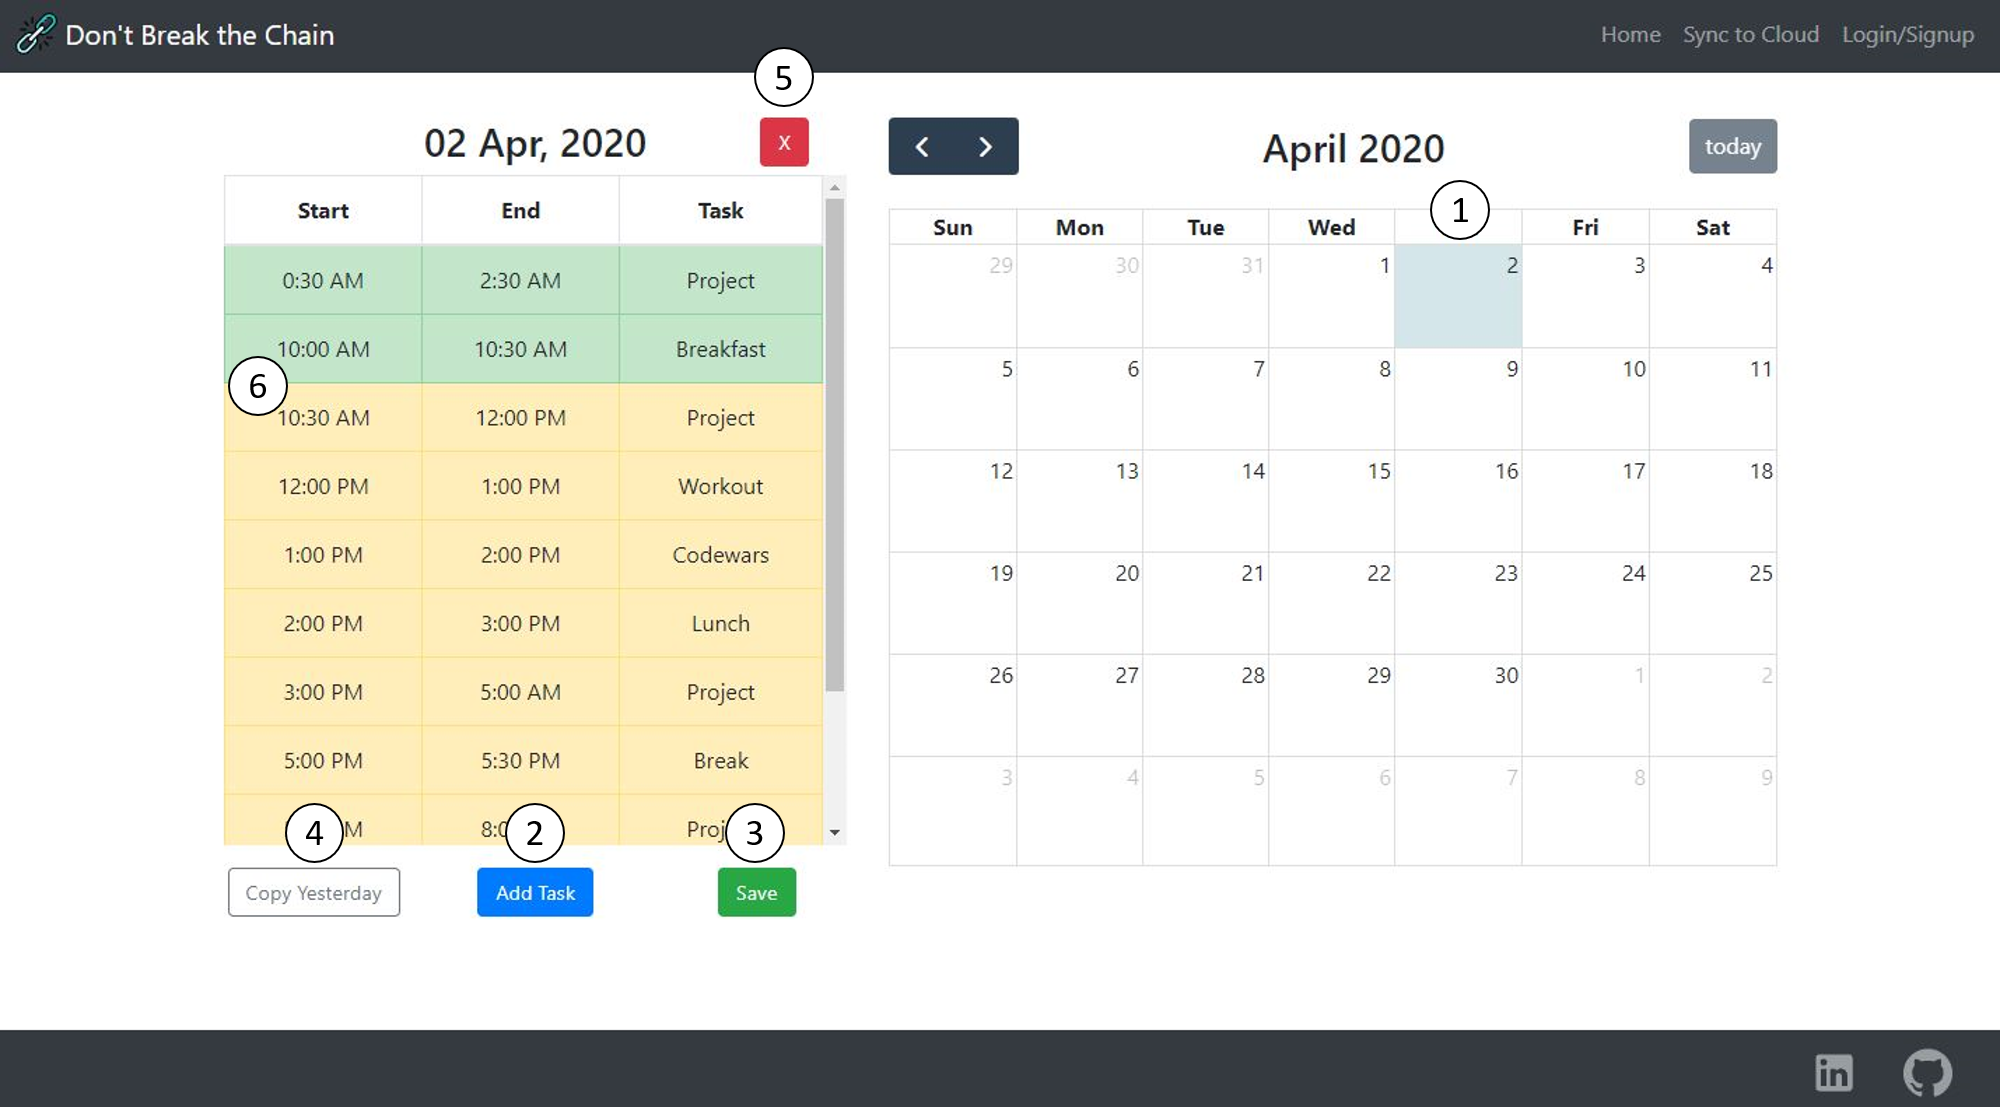 Don't Break the Chain
Home Sync to Cloud Login/Signup
5
02 Apr, 2020 X
Start End Task
0:30 AM 2:30 AM Project
10:00 AM 10:30 AM Breakfast
6
10:30 AM 12:00 PM Project
12:00 PM 1:00 PM Workout
1:00 PM 2:00 PM Codewars
2:00 PM 3:00 PM Lunch
3:00 PM 5:00 AM Project
5:00 PM 5:30 PM Break
4 2 3
Copy Yesterday Add Task Save
April 2020 today
1
Sun Mon Tue Wed Fri Sat
29 30 31 1 2 3 4
5 6 7 8 9 10 11
12 13 14 15 16 17 18
19 20 21 22 23 24 25
26 27 28 29 30 1 2
3 4 5 6 7 8 9
in